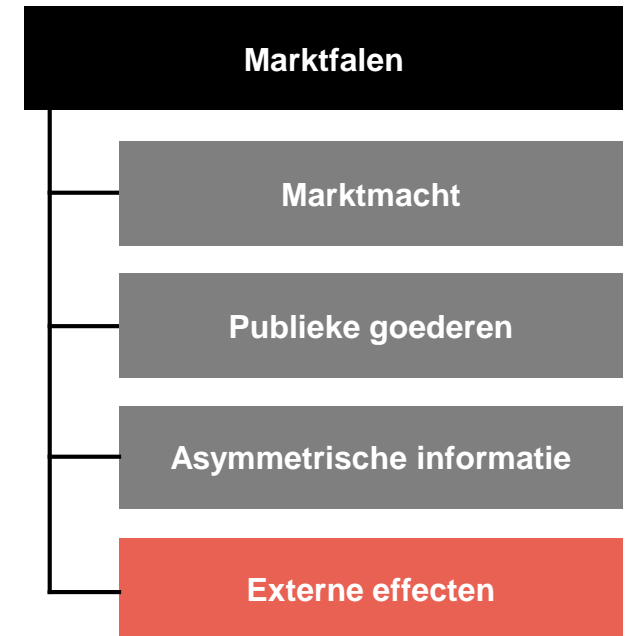 Marktfalen
Marktmacht
Publieke goederen
Asymmetrische informatie
Externe effecten